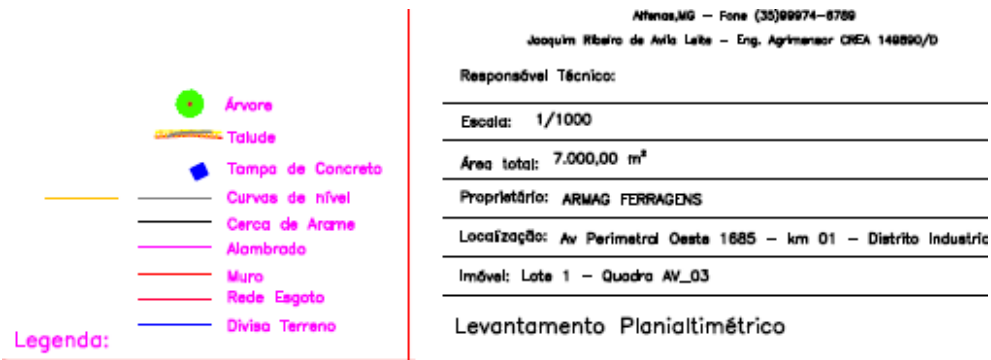 Árvore
Talude
Tampa de Concreto
Curvas de nível
Cerca de Arame
Alambrado
Muro
Rede Esgoto
Divisa Terreno
Legenda:
Alfenas,MG – Fone (35)99974–6789
Joaquim Ribeiro de Avila Leite – Eng. Agrimensor CREA 149890/D
Responsável Técnico:
Escala: 1/1000
Área total: 7.000,00 m²
Proprietário: ARMAG FERRAGENS
Localização: Av Perimetral Oeste 1685 – km 01 – Distrito Industric
Imóvel: Lote 1 – Quadra AV_03
Levantamento Planialtimétrico